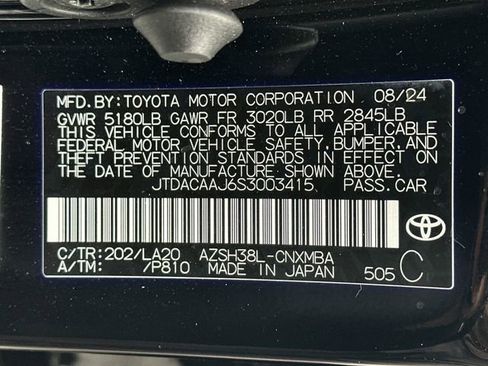 MFD.BY:TOYOTA MOTOR CORPORATION 08/24
GVWR 5180LB GAWR FR 3020LB RR 2845LB
THIS VEHICLE CONFORMS TO ALL APPLICABLE
FEDERAL MOTOR VEHICLE SAFETY,BUMPER,AND
THEFT PREVENTION STANDARDS IN EFFECT ON
THE DATE OF MANUFACTURE SHOWN ABOVE.
JTDACAAJ6S3003415 PASS.CAR
C/TR:202/LA20 AZSH38L-CNXMBA
A/TM: /P810 MADE IN JAPAN 505 C